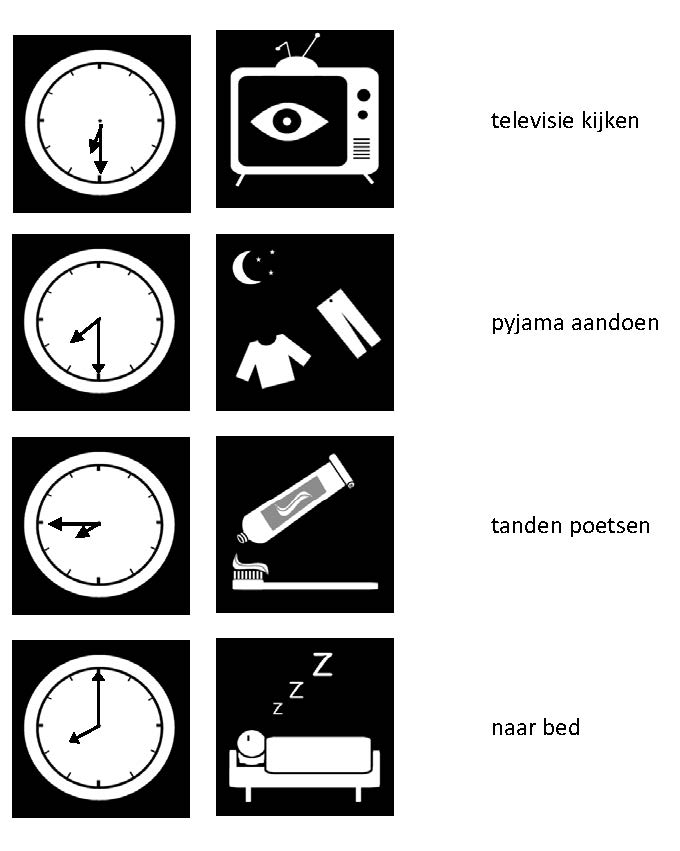 televisie kijken
pyjama aandoen
tanden poetsen
z
z
z
naar bed